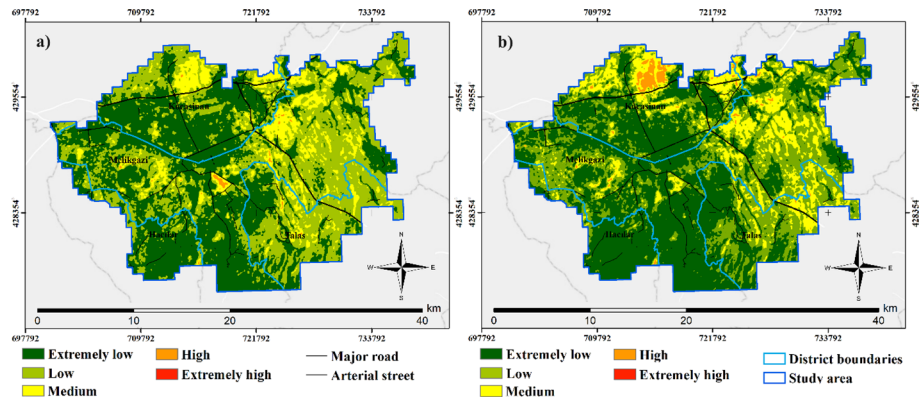 697792 709792 721792 733792 697792 709792 721792 733792
a) b)
429554 429554 429554
Kocasinan Kocasinan
Melikgazi Melikgazi
428354 428354 428354
Hacılar Talas Hacılar Talas
N N
W E W E
S S
km km
0 10 20 40 0 10 20 40
697792 709792 721792 733792 697792 709792 721792 733792
Extremely low High Major road Extremely low High District boundaries
Low Extremely high Arterial street Low Extremely high Study area
Medium Medium